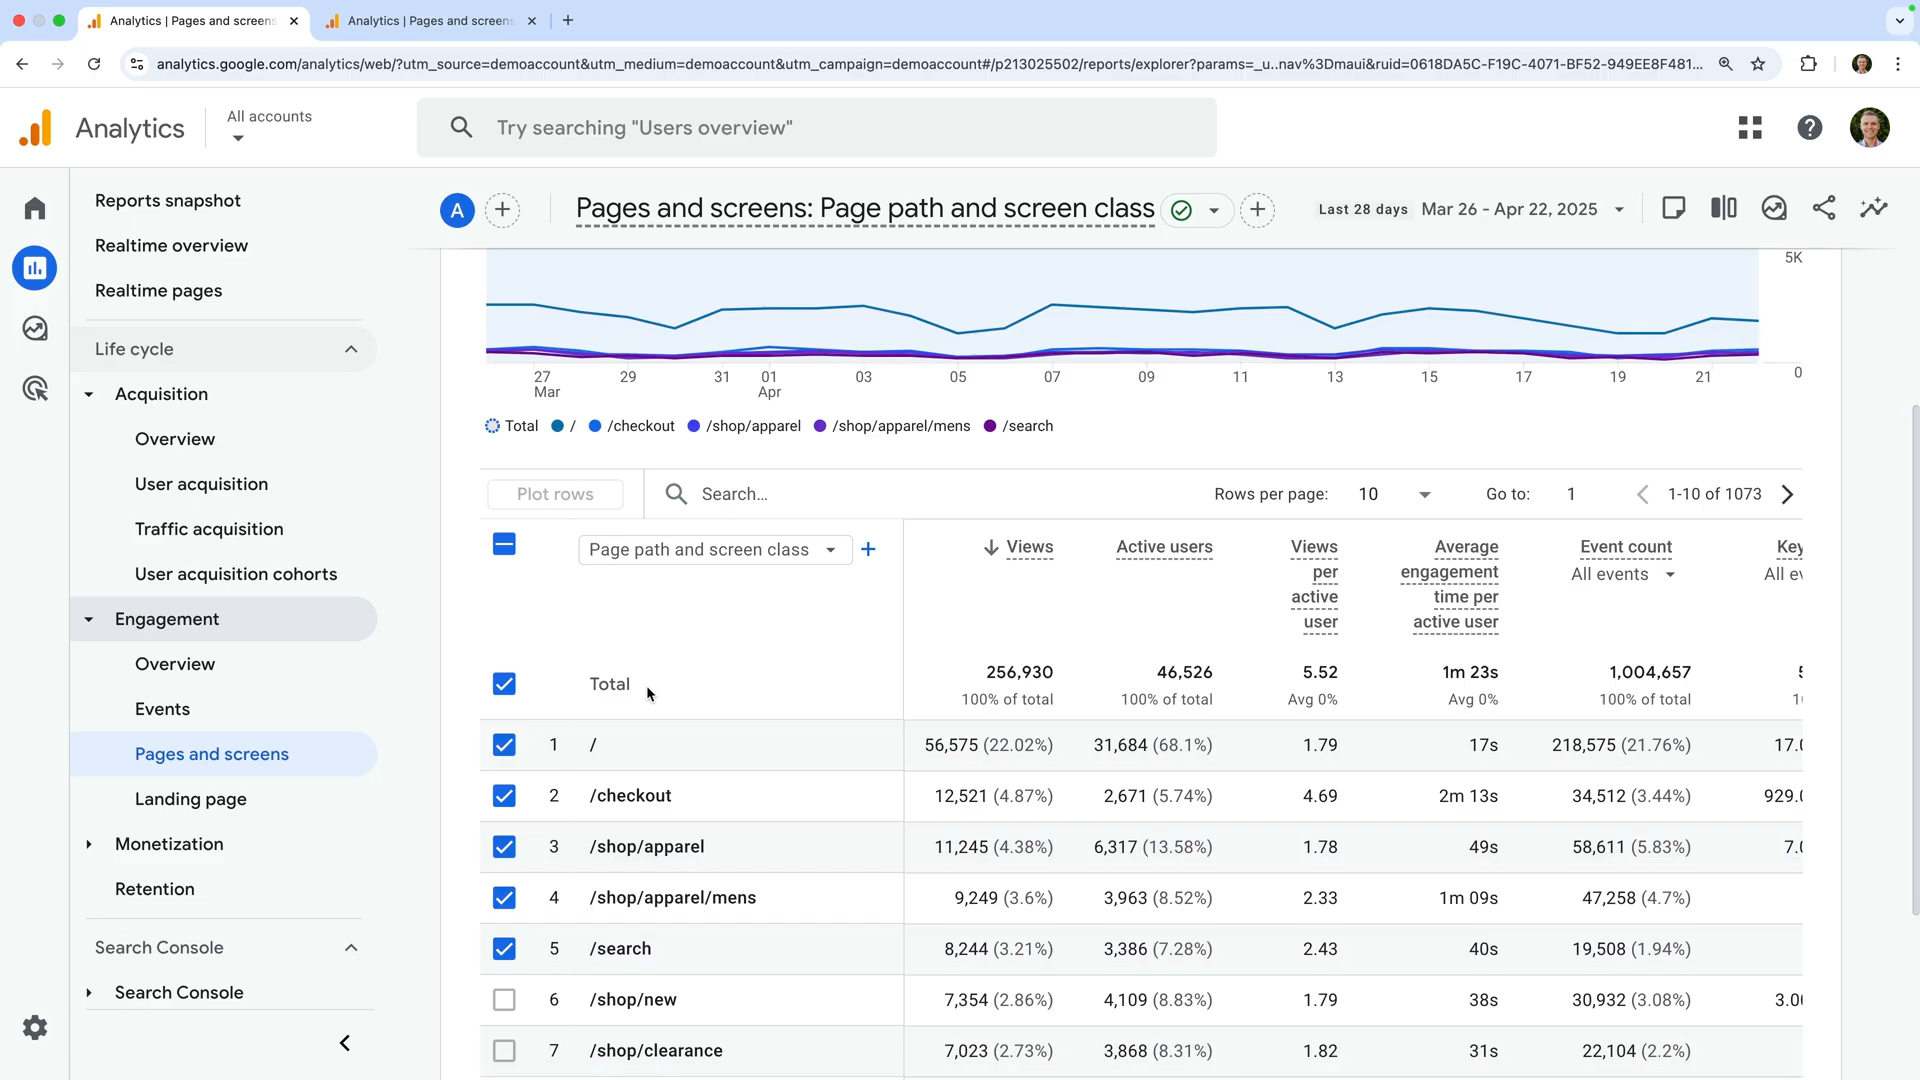 Analytics | Pages and screens
Analytics | Pages and screens
analytics.google.com/analytics/web/?utm_source=demoaccount&utm_medium=demoaccount&utm_campaign=demoaccount#/p213025502/reports/explorer?params=_u..nav%3Dmaui&ruid=0618DA5C-F19C-4071-BF52-949EE8F481...
Analytics
All accounts
Try searching "Users overview"
Reports snapshot
Realtime overview
Realtime pages
Life cycle
Acquisition
Overview
User acquisition
Traffic acquisition
User acquisition cohorts
Engagement
Overview
Events
Pages and screens
Landing page
Monetization
Retention
Search Console
Search Console
A
Pages and screens: Page path and screen class
Last 28 days Mar 26 - Apr 22, 2025
5K
0
27 Mar 29 31 01 Apr 03 05 07 09 11 13 15 17 19 21
Total / /checkout /shop/apparel /shop/apparel/mens /search
Plot rows Search... Rows per page: 10 Go to: 1 1-10 of 1073
Page path and screen class
Views
Active users
Views per active user
Average engagement time per active user
Event count
All events
Key
All ev
Total 256,930 46,526 5.52 1m 23s 1,004,657
100% of total 100% of total Avg 0% Avg 0% 100% of total
1 / 56,575 (22.02%) 31,684 (68.1%) 1.79 17s 218,575 (21.76%) 17.0
2 /checkout 12,521 (4.87%) 2,671 (5.74%) 4.69 2m 13s 34,512 (3.44%) 929.0
3 /shop/apparel 11,245 (4.38%) 6,317 (13.58%) 1.78 49s 58,611 (5.83%) 7.0
4 /shop/apparel/mens 9,249 (3.6%) 3,963 (8.52%) 2.33 1m 09s 47,258 (4.7%)
5 /search 8,244 (3.21%) 3,386 (7.28%) 2.43 40s 19,508 (1.94%)
6 /shop/new 7,354 (2.86%) 4,109 (8.83%) 1.79 38s 30,932 (3.08%) 3.00
7 /shop/clearance 7,023 (2.73%) 3,868 (8.31%) 1.82 31s 22,104 (2.2%)